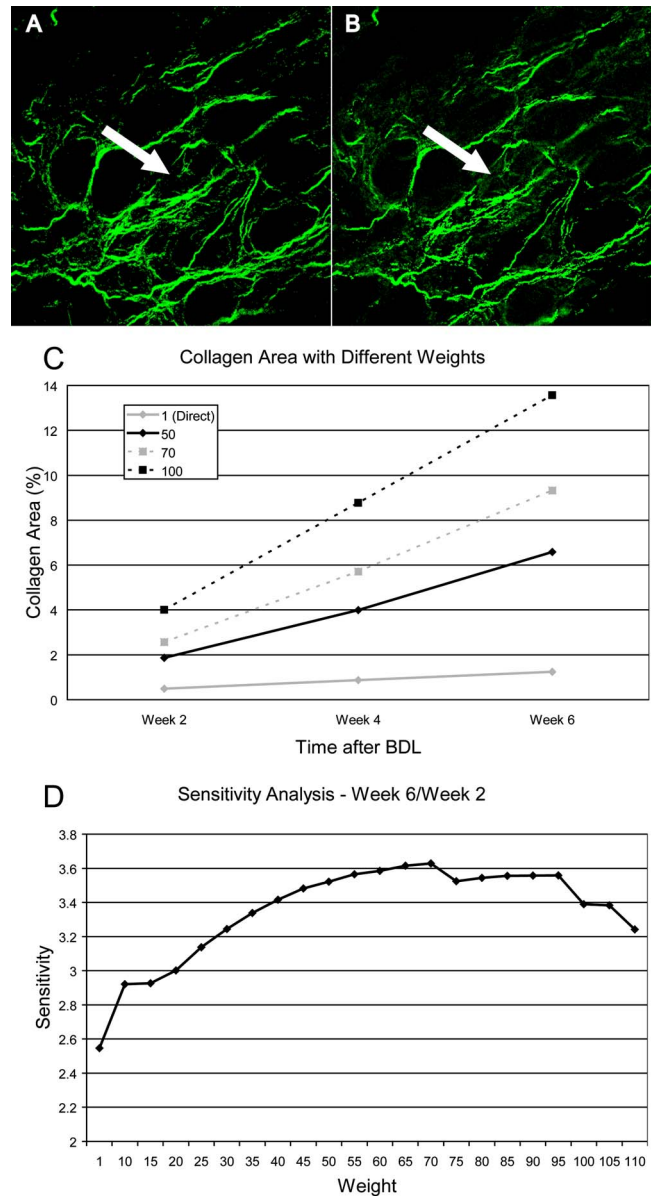 A
B
C
Collagen Area with Different Weights
14
12
10
8
6
4
2
0
1 (Direct)
50
70
100
Collagen Area (%)
Week 2 Week 4 Week 6
Time after BDL
D
Sensitivity Analysis - Week 6/Week 2
3.8
3.6
3.4
3.2
3
2.8
2.6
2.4
2.2
2
Sensitivity
1 10 15 20 25 30 35 40 45 50 55 60 65 70 75 80 85 90 95 100 105 110
Weight